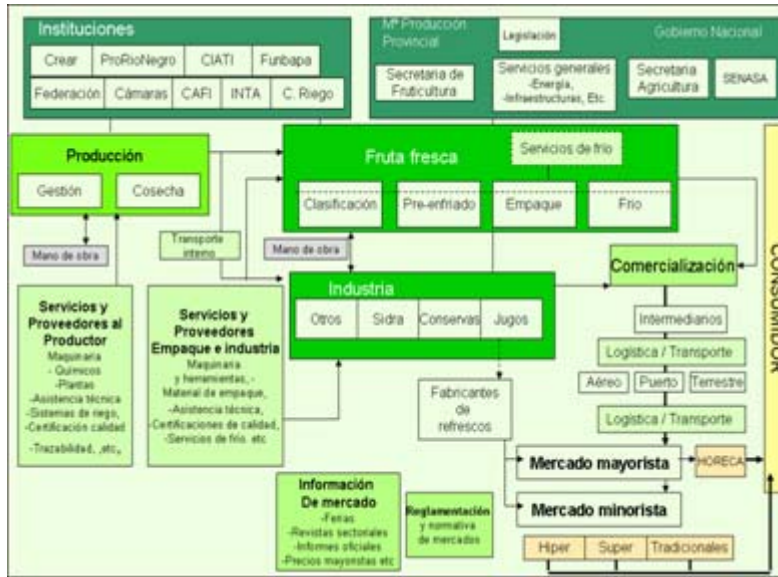 Instituciones
Crear ProRioNegro CIATI Funbapa
Federación Cámaras CAFI INTA C. Riego
Mº Producción
Provincial
Legislación
Gobierno Nacional
Secretaria de
Fruticultura
Servicios generales
-Energía,
-Infraestructuras, Etc.
Secretaria
Agricultura
SENASA
Producción
Gestión Cosecha
Fruta fresca
Servicios de frío
Clasificación Pre-enfriado Empaque Frio
Mano de obra
Transporte
interno
Mano de obra
Industria
Otros Sidra Conservas Jugos
Comercialización
Intermediarios
Logística / Transporte
Aéreo Puerto Terrestre
Logística / Transporte
CONSUMIDOR
Servicios y
Proveedores al
Productor
Maquinaria
- Químicos
-Plantas
-Asistencia técnica
-Sistemas de riego,
-Certificación calidad
-Trazabilidad, ,etc,,
Servicios y
Proveedores
Empaque e industria
Maquinaria
y herramientas, -
Material de empaque,
-Asistencia técnica,
-Certificaciones de calidad,
-Servicios de frío. etc
Fabricantes
de
refrescos
Mercado mayorista
HORECA
Mercado minorista
Información
De mercado
-Ferias
-Revistas sectoriales
-Informes oficiales
-Precios mayoristas etc
Reglamentación
y normativa
de mercados
Hiper Super Tradicionales